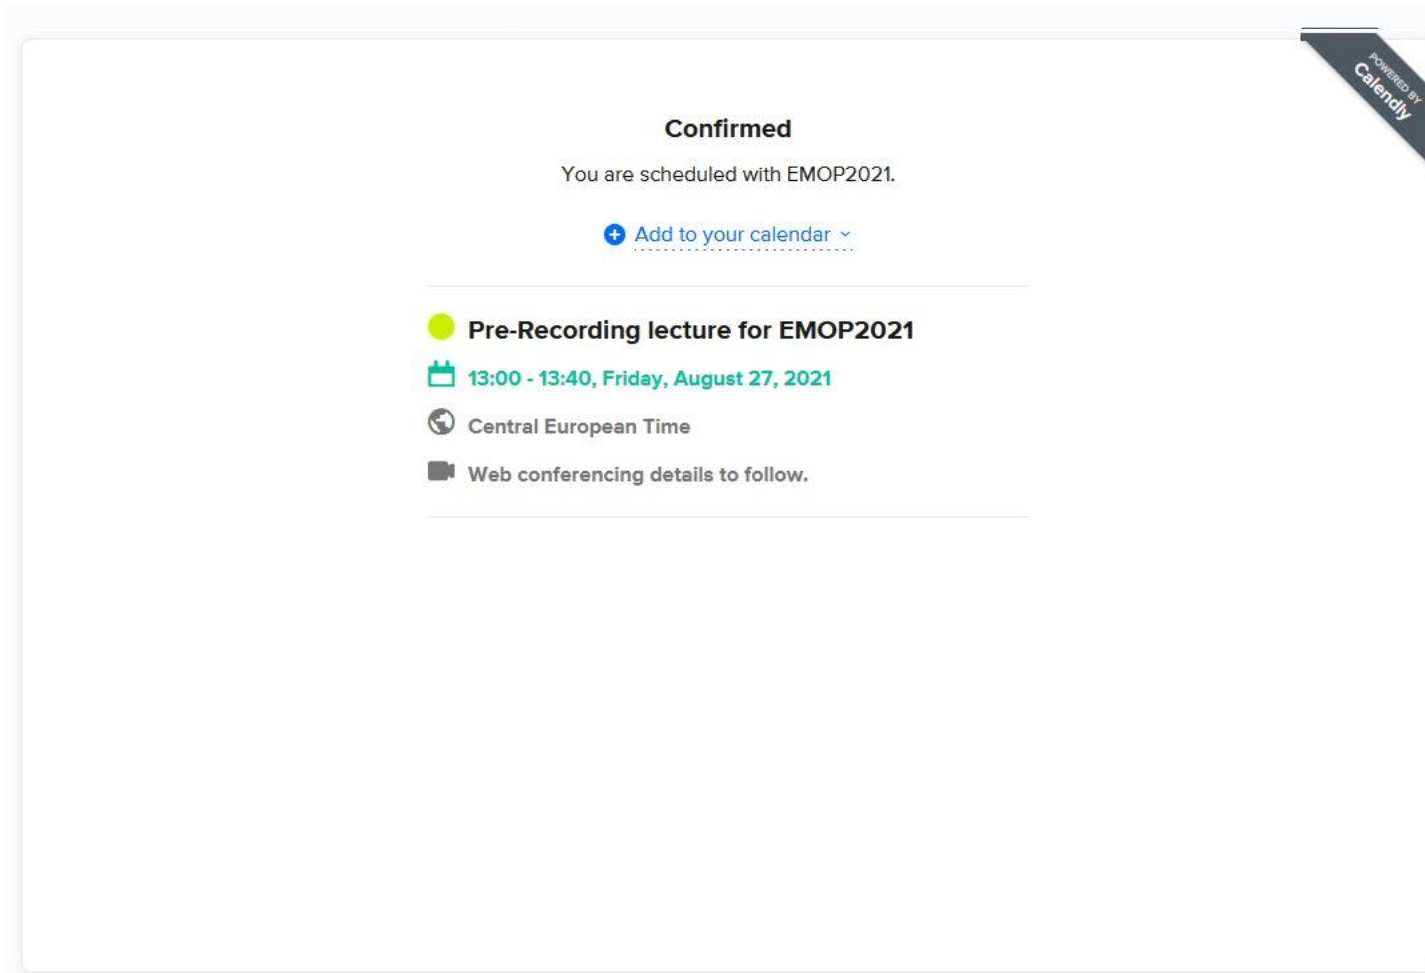 POWERED BY
Calendly
Confirmed
You are scheduled with EMOP2021.
Add to your calendar
Pre-Recording lecture for EMOP2021
13:00 - 13:40, Friday, August 27, 2021
Central European Time
Web conferencing details to follow.